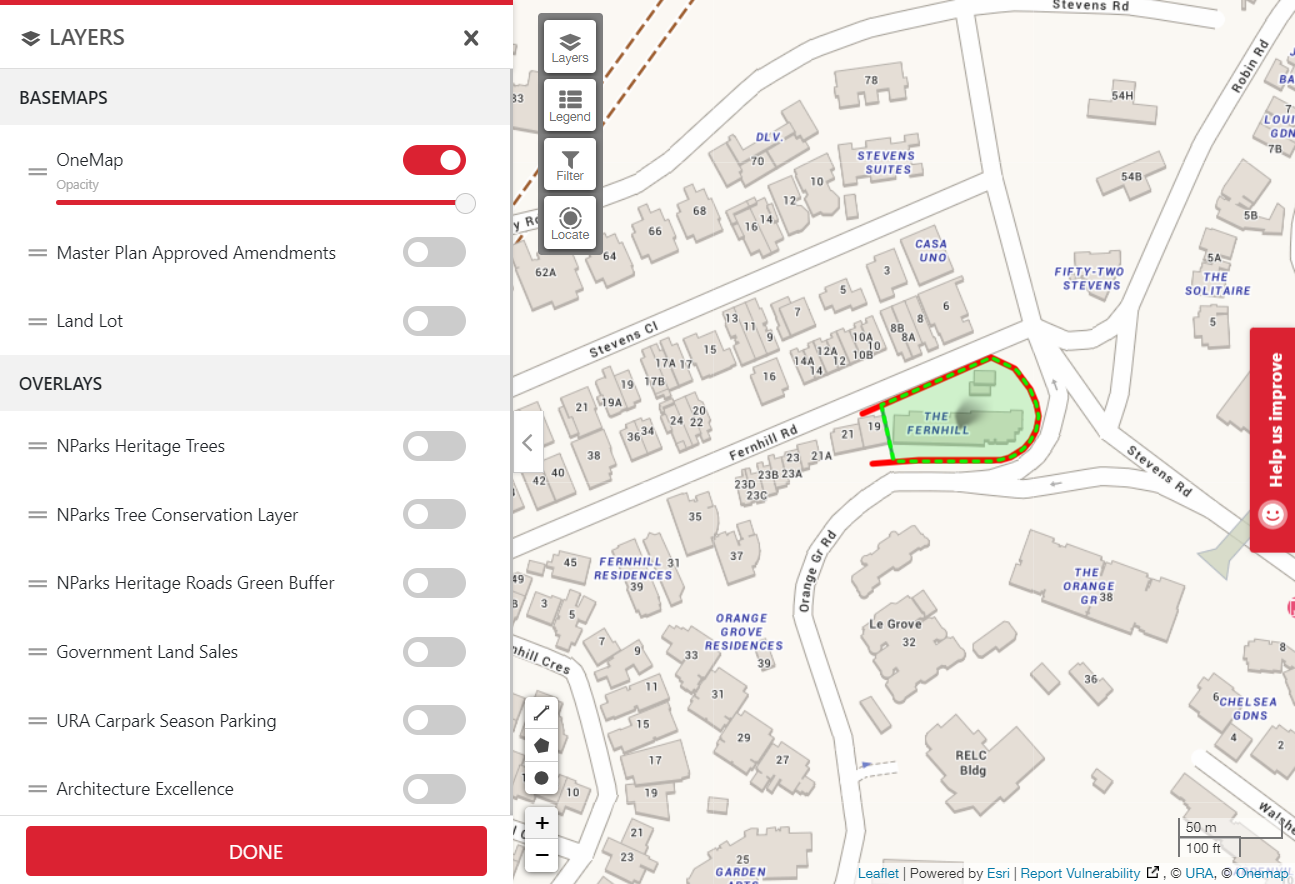 LAYERS
BASEMAPS
OneMap
Opacity
Master Plan Approved Amendments
Land Lot
OVERLAYS
NParks Heritage Trees
NParks Tree Conservation Layer
NParks Heritage Roads Green Buffer
Government Land Sales
URA Carpark Season Parking
Architecture Excellence
DONE
Layers
Legend
Filter
Locate
Stevens Rd
Robin Rd
78
54H
DLV.
70
STEVENS
SUITES
54B
7B
10
12
14
16
68
66
64
62A
5B
CASA
UNO
5A
THE
SOLITAIRE
FIFTY-TWO
STEVENS
3
5
6
5
Stevens Cl
13
11
9
7
8B
8
8A
15
17A
17
17B
12A
14A
12
14
10A
10
10B
16
19
19A
21
20
22
24
34
36
38
40
42
THE
FERNHILL
19
21
21A
23
23A
23B
23C
23D
Fernhill Rd
Stevens Rd
Help us improve
35
37
FERNHILL
RESIDENCES
31
39
45
49
3
5
Orange Gr Rd
THE
ORANGE
GR
38
Le Grove
32
ORANGE
GROVE
RESIDENCES
39
33
7
9
11
15
17
19
21
23
10
31
29
27
36
8
6
CHELSEA
GDNS
4
2
RELC
Bldg
25
GARDEN
+
−
50 m
100 ft
Leaflet | Powered by Esri | Report Vulnerability , © URA, © Onemap